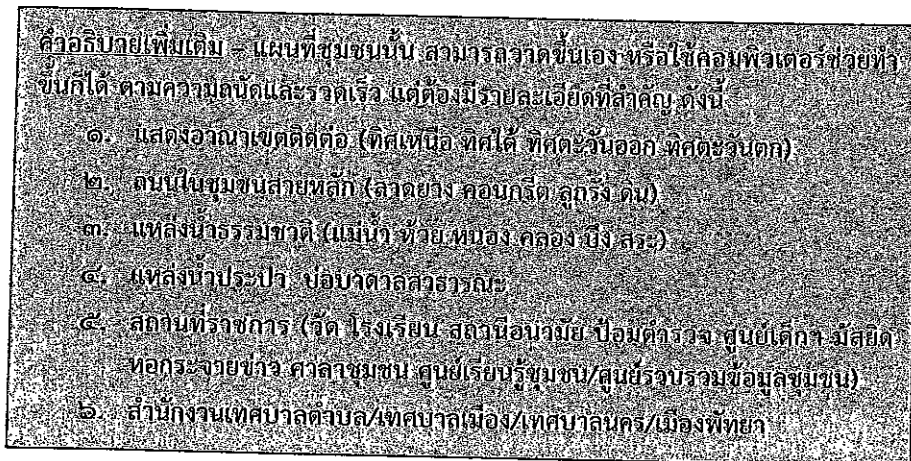 คำอธิบายเพิ่มเติม – แผนที่ชุมชนนั้น สามารถวาดขึ้นเอง หรือใช้คอมพิวเตอร์ช่วยทำ
ขึ้นก็ได้ ตามความถนัดและรวดเร็ว แต่ต้องมีรายละเอียดที่สำคัญ ดังนี้
๑. แสดงอาณาเขตติดต่อ (ทิศเหนือ ทิศใต้ ทิศตะวันออก ทิศตะวันตก)
๒. ถนนในชุมชนสายหลัก (ลาดยาง คอนกรีต ลูกรัง ดิน)
๓. แหล่งน้ำธรรมชาติ (แม่น้ำ ห้วย หนอง คลอง บึง สระ)
๔. แหล่งน้ำประปา บ่อบาดาลสาธารณะ
๕. สถานที่ราชการ (วัด โรงเรียน สถานีอนามัย ป้อมตำรวจ ศูนย์เด็กฯ มัสยิด
หอกระจายข่าว ศาลาชุมชน ศูนย์เรียนรู้ชุมชน/ศูนย์รวบรวมข้อมูลชุมชน)
๖. สำนักงานเทศบาลตำบล/เทศบาลเมือง/เทศบาลนคร/เมืองพัทยา